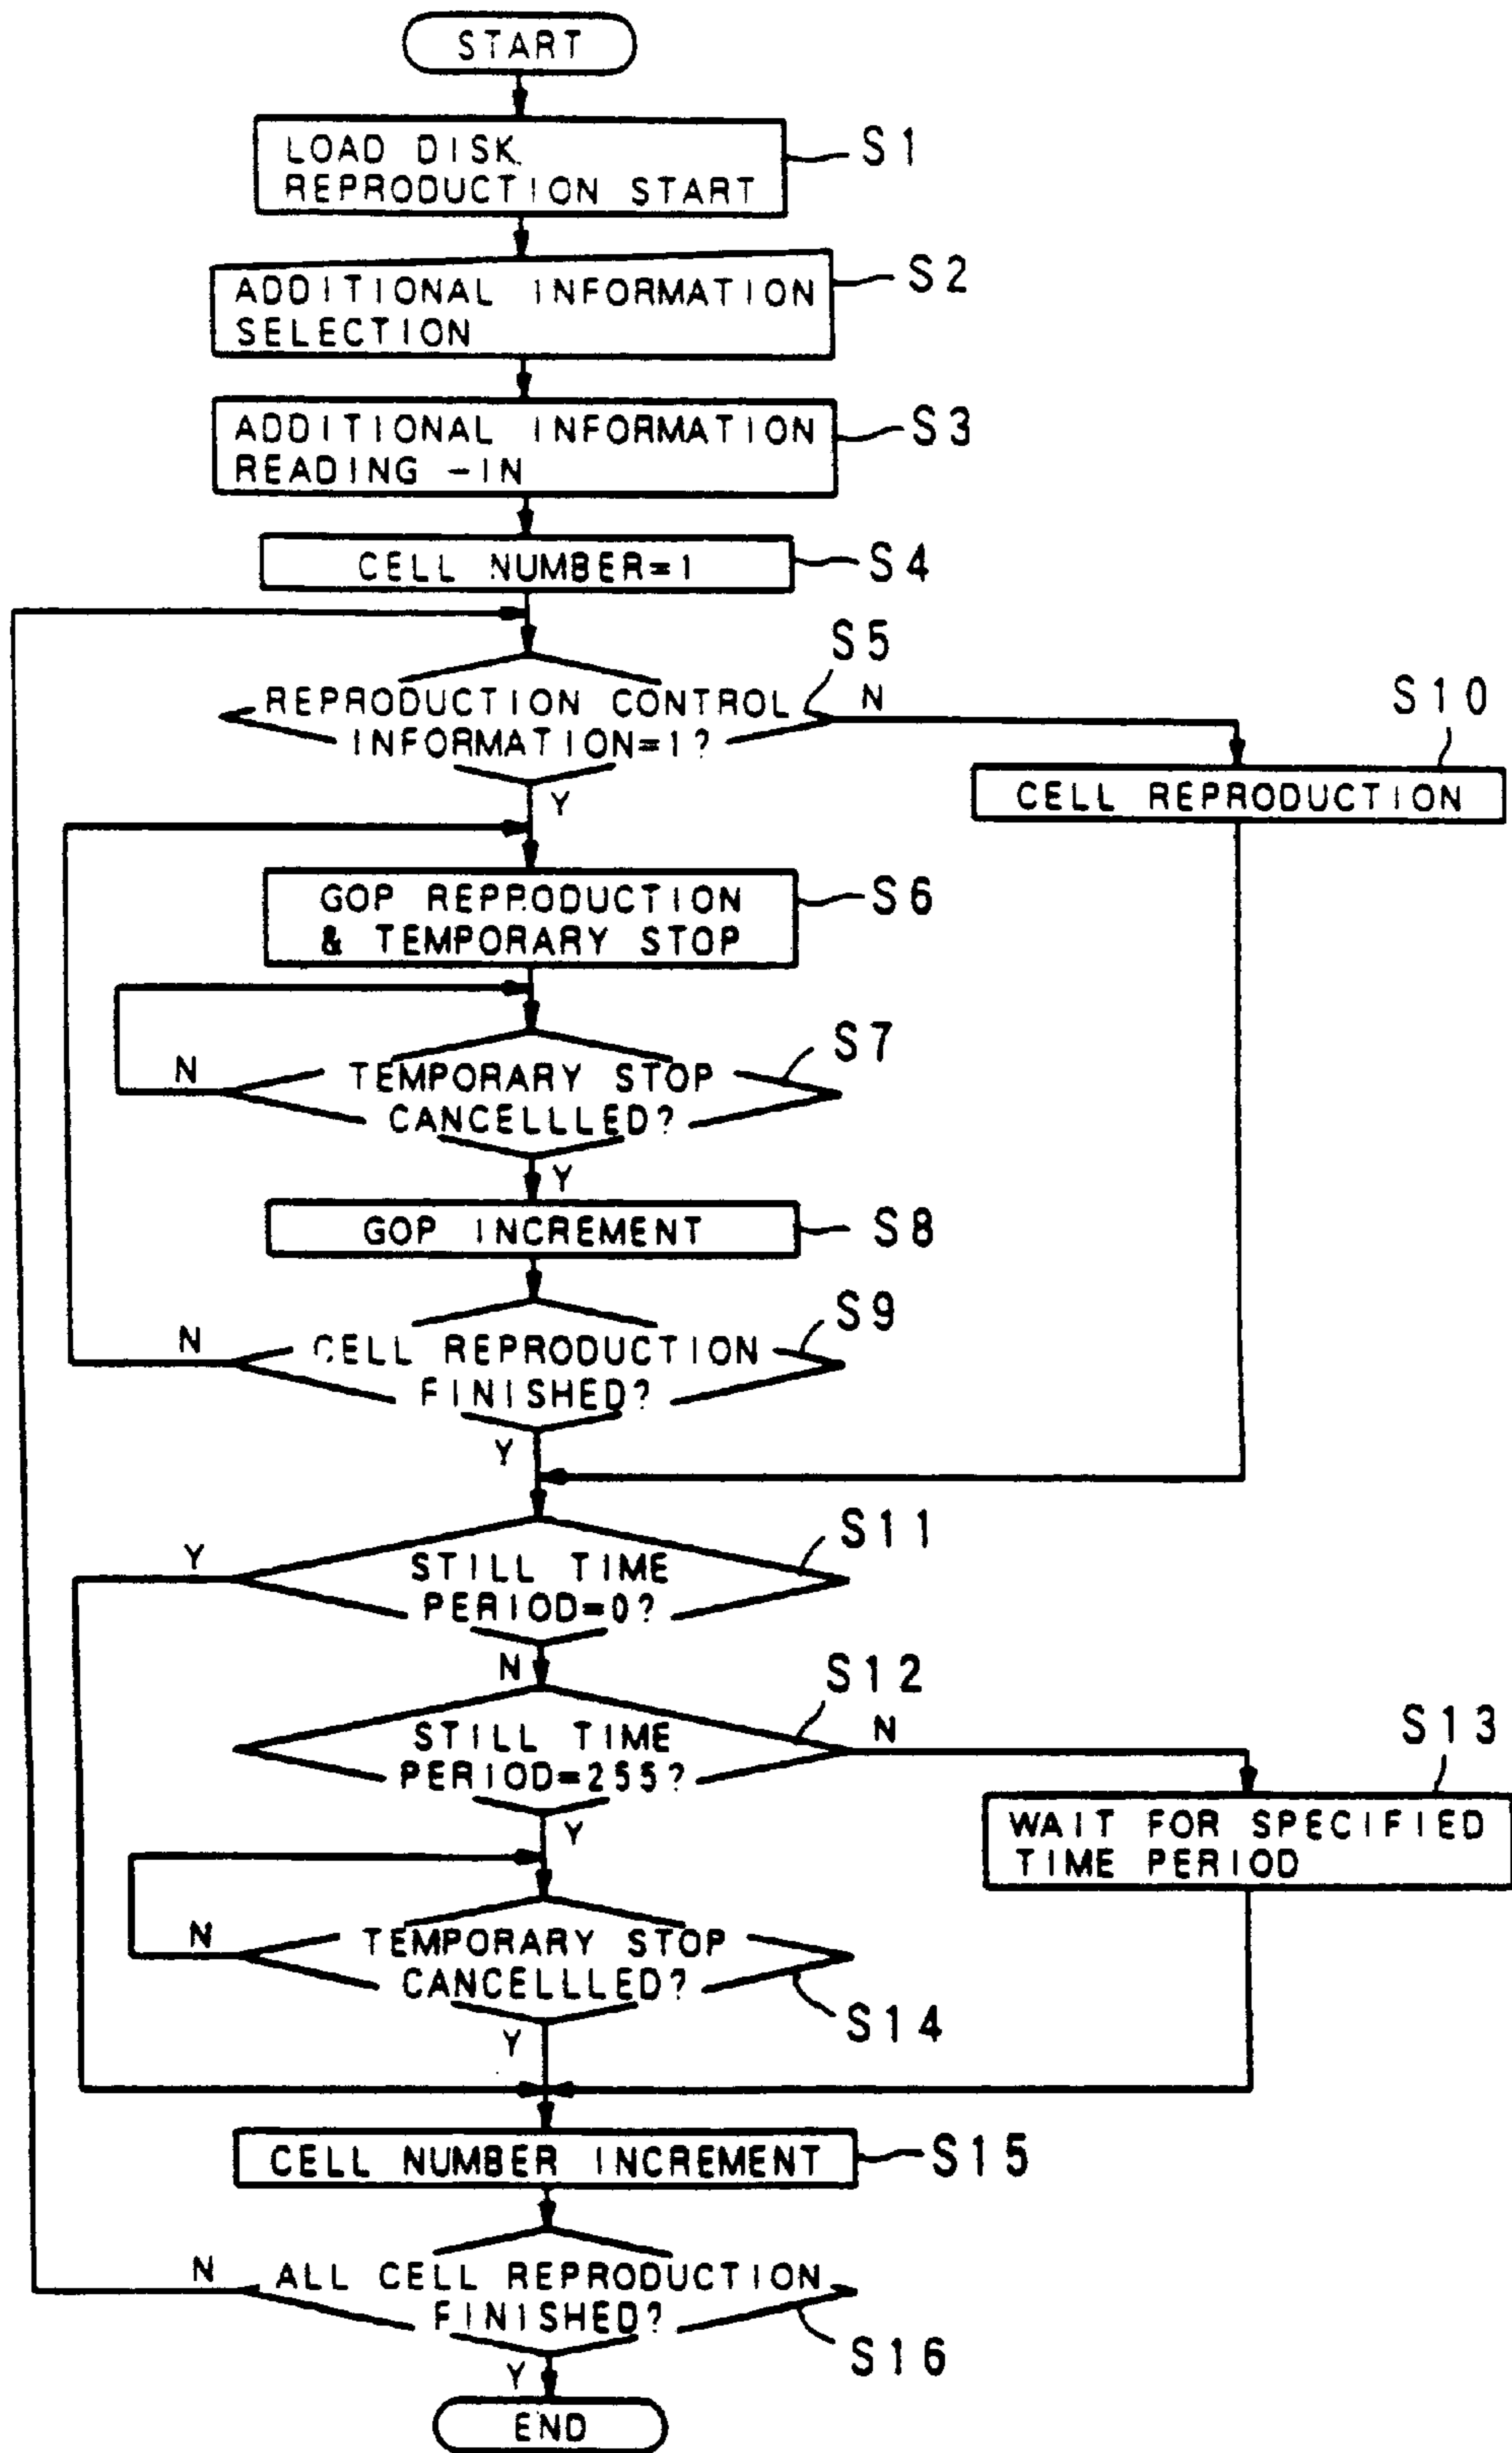 START
LOAD DISK
REPRODUCTION START
S1
ADDITIONAL INFORMATION
SELECTION
S2
ADDITIONAL INFORMATION
READING -IN
S3
CELL NUMBER=1
S4
REPRODUCTION CONTROL
INFORMATION=1?
S5
N
Y
CELL REPRODUCTION
S10
GOP REPRODUCTION
& TEMPORARY STOP
S6
TEMPORARY STOP
CANCELLLED?
S7
N
Y
GOP INCREMENT
S8
CELL REPRODUCTION
FINISHED?
S9
N
Y
STILL TIME
PERIOD=0?
S11
Y
N
STILL TIME
PERIOD=255?
S12
N
Y
WAIT FOR SPECIFIED
TIME PERIOD
S13
TEMPORARY STOP
CANCELLLED?
S14
N
Y
CELL NUMBER INCREMENT
S15
ALL CELL REPRODUCTION
FINISHED?
S16
N
Y
END